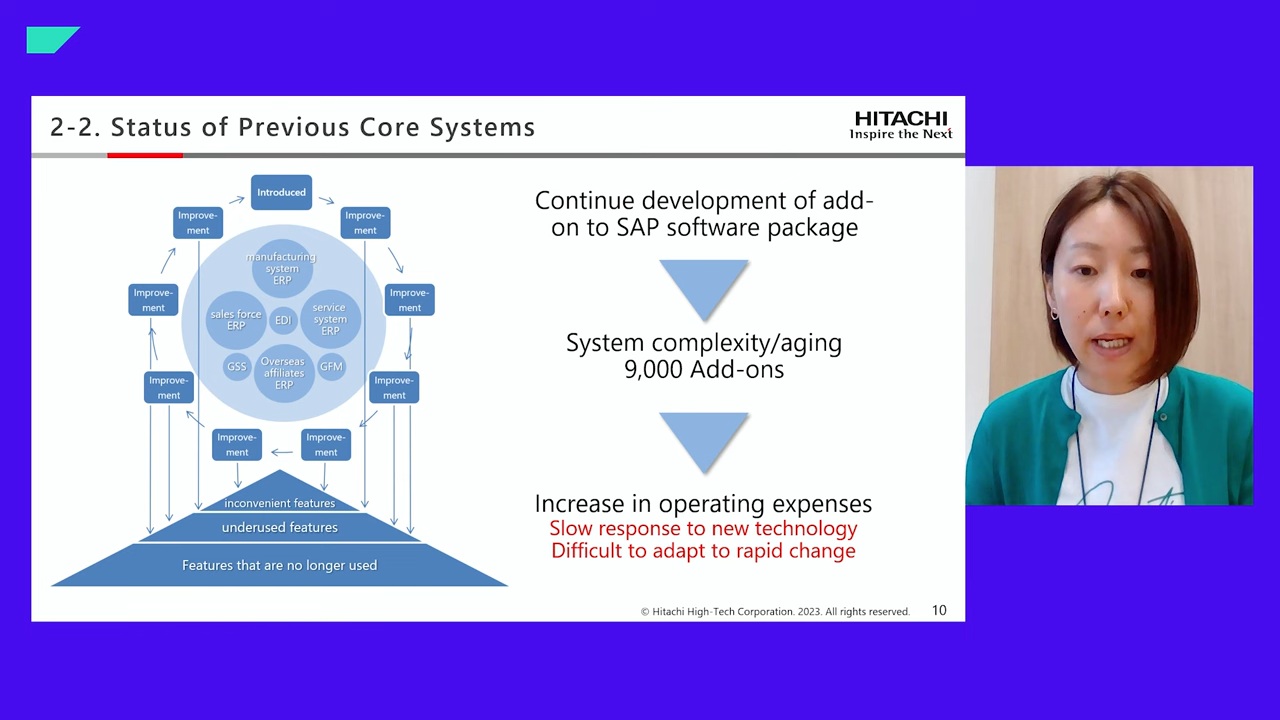 2-2. Status of Previous Core Systems
HITACHI
Inspire the Next
Introduced
Improve-
ment
Improve-
ment
Improve-
ment
Improve-
ment
Improve-
ment
Improve-
ment
Improve-
ment
Improve-
ment
manufacturing
system
ERP
sales force
ERP
EDI
service
system
ERP
GSS
Overseas
affiliates
ERP
GFM
inconvenient features
underused features
Features that are no longer used
Continue development of add-
on to SAP software package
System complexity/aging
9,000 Add-ons
Increase in operating expenses
Slow response to new technology
Difficult to adapt to rapid change
© Hitachi High-Tech Corporation. 2023. All rights reserved.
10